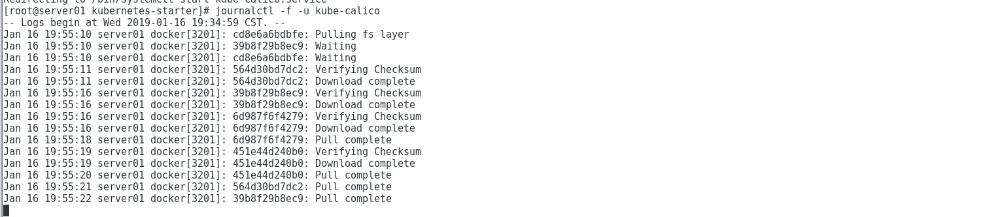 Redirecting to /bin/systemctl start kube-calico.service
[root@server01 kubernetes-starter]# journalctl -f -u kube-calico
-- Logs begin at Wed 2019-01-16 19:34:59 CST. --
Jan 16 19:55:10 server01 docker[3201]: cd8e6a6bdbfe: Pulling fs layer
Jan 16 19:55:10 server01 docker[3201]: 39b8f29b8ec9: Waiting
Jan 16 19:55:10 server01 docker[3201]: cd8e6a6bdbfe: Waiting
Jan 16 19:55:11 server01 docker[3201]: 564d30bd7dc2: Verifying Checksum
Jan 16 19:55:11 server01 docker[3201]: 564d30bd7dc2: Download complete
Jan 16 19:55:16 server01 docker[3201]: 39b8f29b8ec9: Verifying Checksum
Jan 16 19:55:16 server01 docker[3201]: 39b8f29b8ec9: Download complete
Jan 16 19:55:16 server01 docker[3201]: 6d987f6f4279: Verifying Checksum
Jan 16 19:55:16 server01 docker[3201]: 6d987f6f4279: Download complete
Jan 16 19:55:18 server01 docker[3201]: 6d987f6f4279: Pull complete
Jan 16 19:55:19 server01 docker[3201]: 451e44d240b0: Verifying Checksum
Jan 16 19:55:19 server01 docker[3201]: 451e44d240b0: Download complete
Jan 16 19:55:20 server01 docker[3201]: 451e44d240b0: Pull complete
Jan 16 19:55:21 server01 docker[3201]: 564d30bd7dc2: Pull complete
Jan 16 19:55:22 server01 docker[3201]: 39b8f29b8ec9: Pull complete